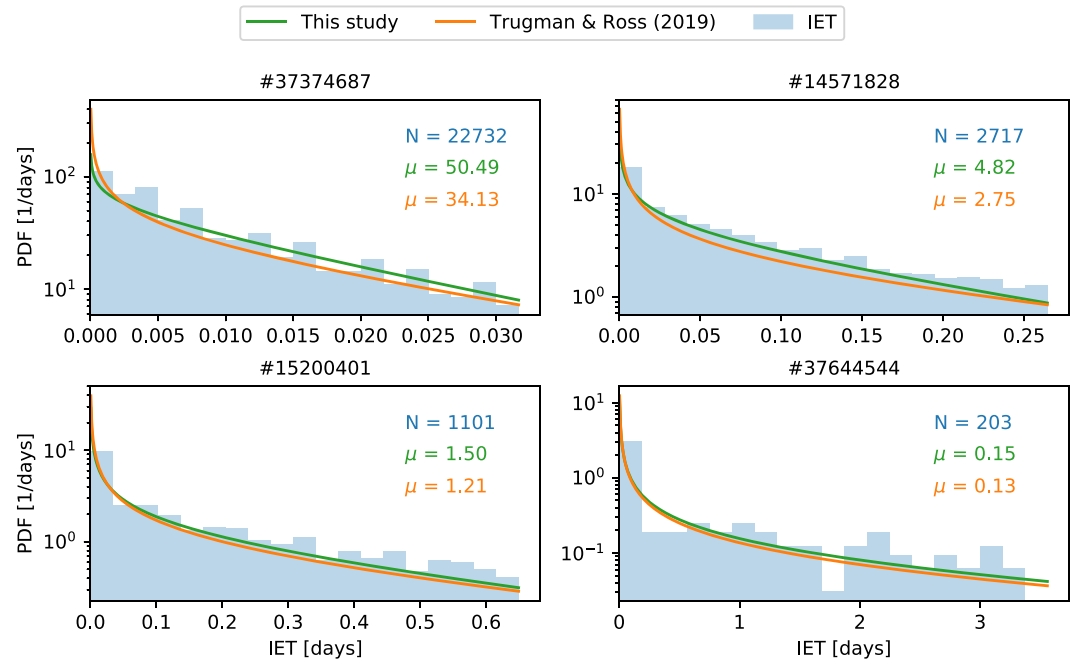 This study Trugman & Ross (2019) IET
#37374687
N = 22732
μ = 50.49
μ = 34.13
PDF [1/days]
10²
10¹
0.000 0.005 0.010 0.015 0.020 0.025 0.030
#14571828
N = 2717
μ = 4.82
μ = 2.75
10¹
10⁰
0.00 0.05 0.10 0.15 0.20 0.25
#15200401
N = 1101
μ = 1.50
μ = 1.21
PDF [1/days]
10¹
10⁰
0.0 0.1 0.2 0.3 0.4 0.5 0.6
IET [days]
#37644544
N = 203
μ = 0.15
μ = 0.13
10¹
10⁰
10⁻¹
0 1 2 3
IET [days]